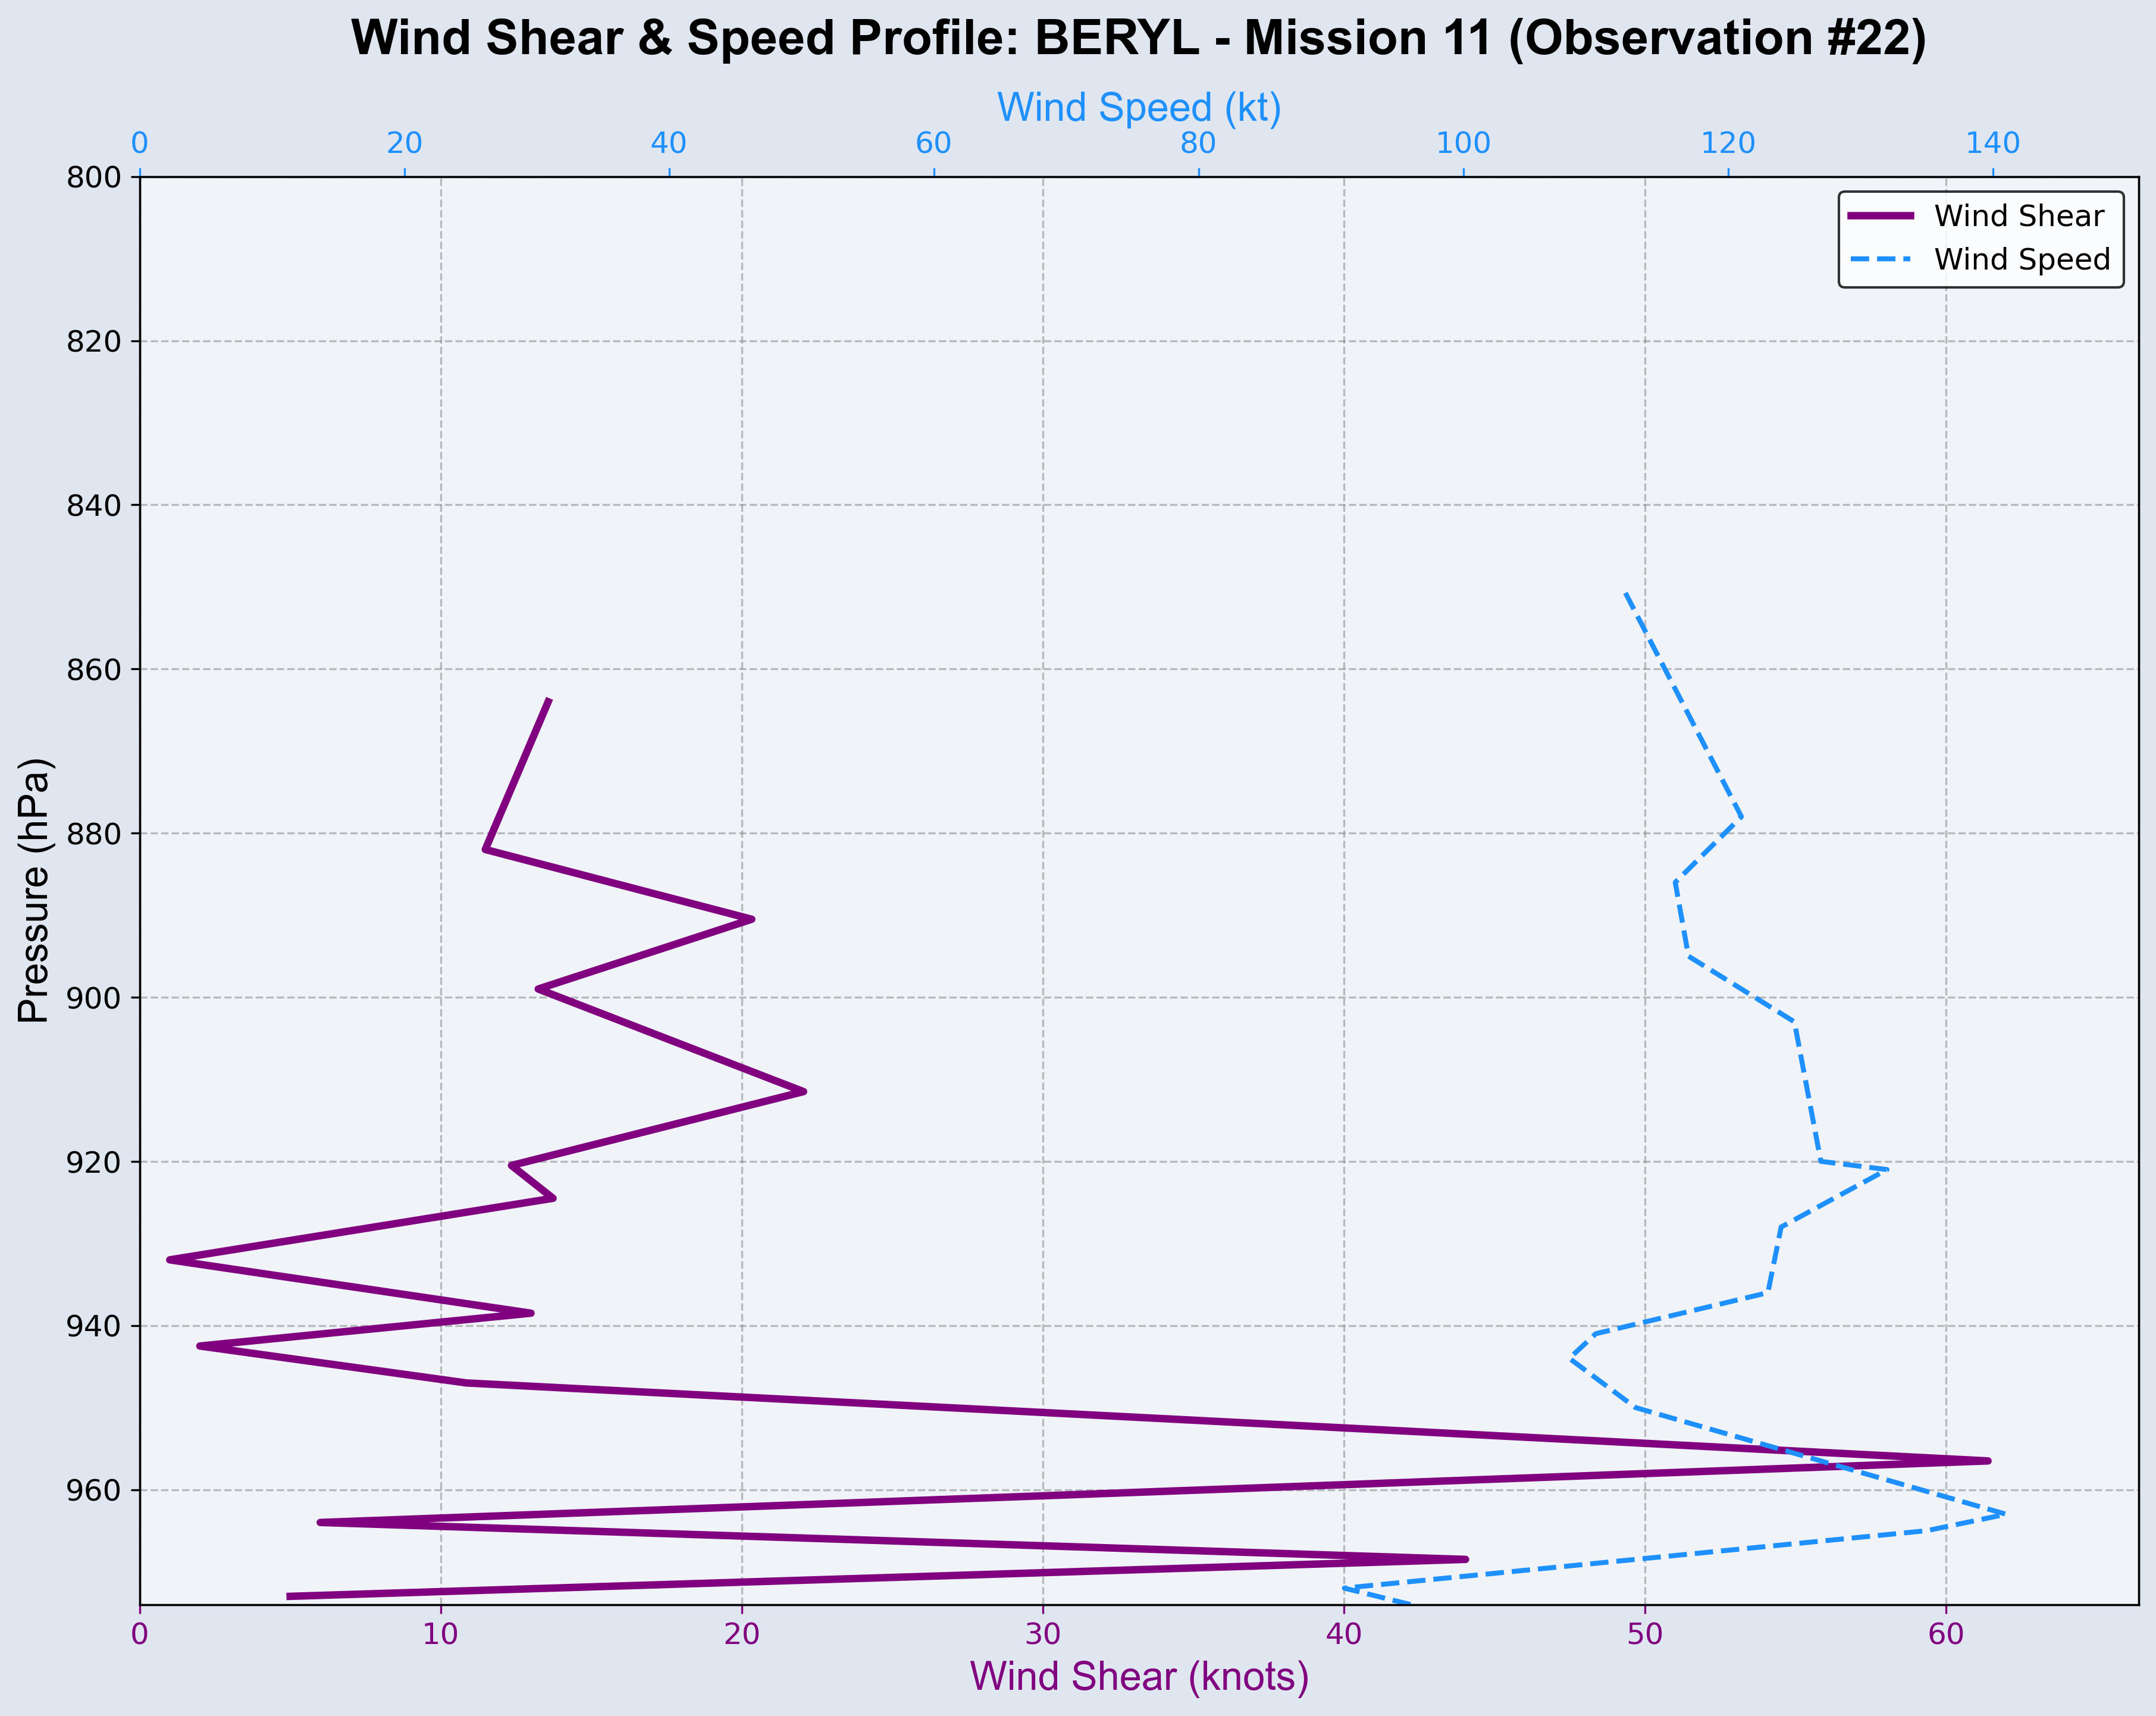 Wind Shear & Speed Profile: BERYL - Mission 11 (Observation #22)
Wind Speed (kt)
0 20 40 60 80 100 120 140
Wind Shear
Wind Speed
Pressure (hPa)
800
820
840
860
880
900
920
940
960
0 10 20 30 40 50 60
Wind Shear (knots)